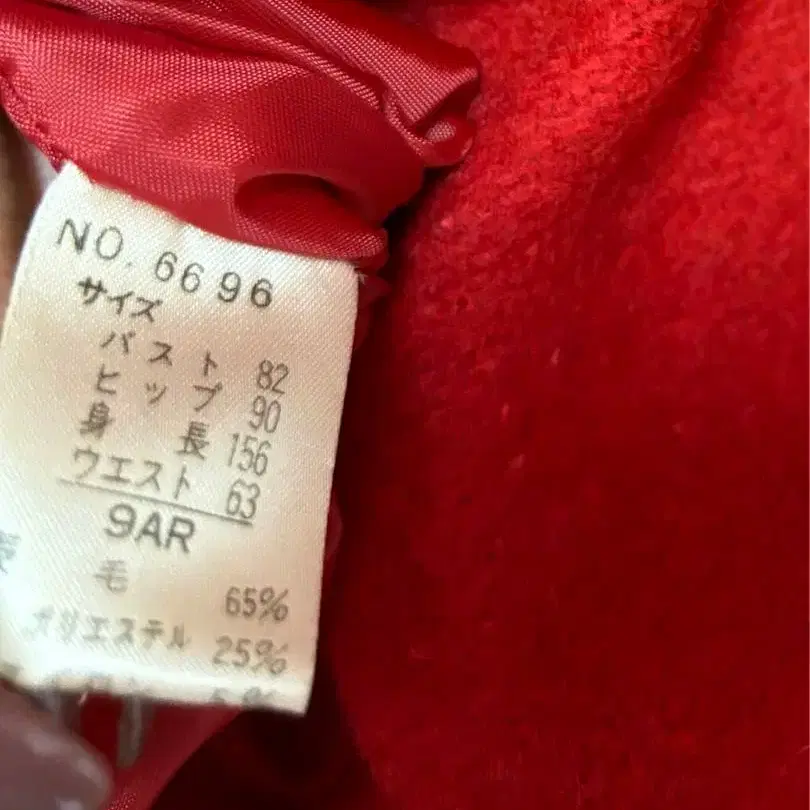 NO. 6696
サイズ
バスト 82
ヒップ 90
身長 156
ウエスト 63
9AR
毛 65%
ポリエステル 25%